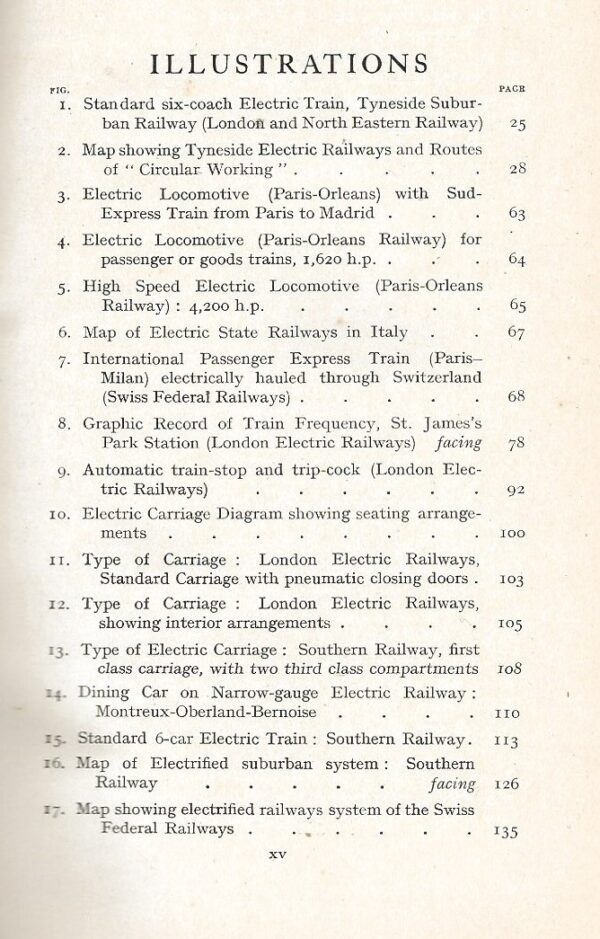 ILLUSTRATIONS
FIG. PAGE
1. Standard six-coach Electric Train, Tyneside Subur-
ban Railway (London and North Eastern Railway) 25
2. Map showing Tyneside Electric Railways and Routes
of "Circular Working" . . . . . 28
3. Electric Locomotive (Paris-Orleans) with Sud-
Express Train from Paris to Madrid . . . 63
4. Electric Locomotive (Paris-Orleans Railway) for
passenger or goods trains, 1,620 h.p. . . . 64
5. High Speed Electric Locomotive (Paris-Orleans
Railway) : 4,200 h.p. . . . . . 65
6. Map of Electric State Railways in Italy . . 67
7. International Passenger Express Train (Paris–
Milan) electrically hauled through Switzerland
(Swiss Federal Railways) . . . . . 68
8. Graphic Record of Train Frequency, St. James's
Park Station (London Electric Railways) facing 78
9. Automatic train-stop and trip-cock (London Elec-
tric Railways) . . . . . . 92
10. Electric Carriage Diagram showing seating arrange-
ments . . . . . . . . 100
11. Type of Carriage : London Electric Railways,
Standard Carriage with pneumatic closing doors . 103
12. Type of Carriage : London Electric Railways,
showing interior arrangements . . . . 105
13. Type of Electric Carriage : Southern Railway, first
class carriage, with two third class compartments 108
14. Dining Car on Narrow-gauge Electric Railway :
Montreux-Oberland-Bernoise . . . . 110
15. Standard 6-car Electric Train : Southern Railway . 113
16. Map of Electrified suburban system : Southern
Railway . . . . . facing 126
17. Map showing electrified railways system of the Swiss
Federal Railways . . . . . . 135
xv